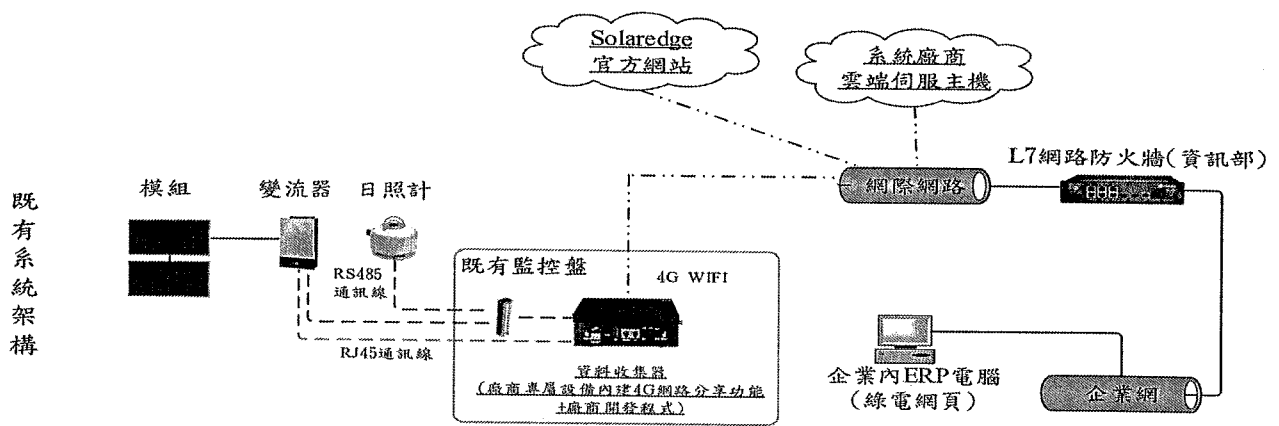 Solaredge
官方網站
系統廠商
雲端伺服主機
L7網路防火牆(資訊部)
網際網路
既有系統架構
模組
變流器
日照計
RS485
通訊線
RJ45通訊線
既有監控盤
4G WIFI
資料收集器
(廠商專屬設備內建4G網路分享功能
+廠商開發程式)
企業內ERP電腦
(綠電網頁)
企業網